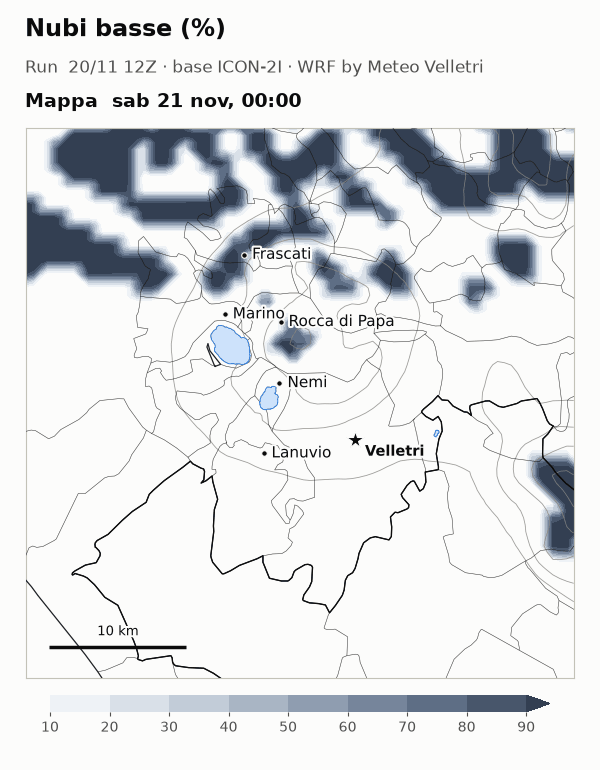 Nubi basse (%)
Run  20/11 12Z · base ICON-2I · WRF by Meteo Velletri
Mappa  sab 21 nov, 00:00
Frascati
Marino
Rocca di Papa
Nemi
Velletri
Lanuvio
10 km
10 20 30 40 50 60 70 80 90